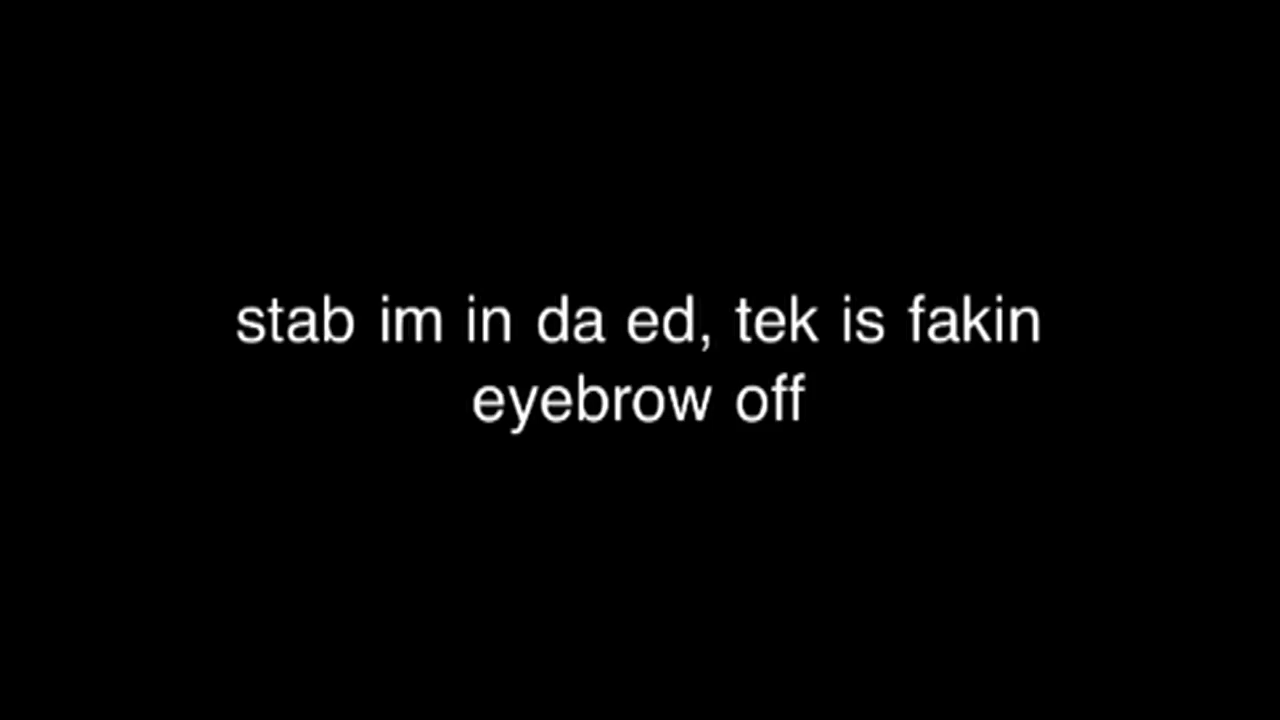 stab im in da ed, tek is fakin
eyebrow off